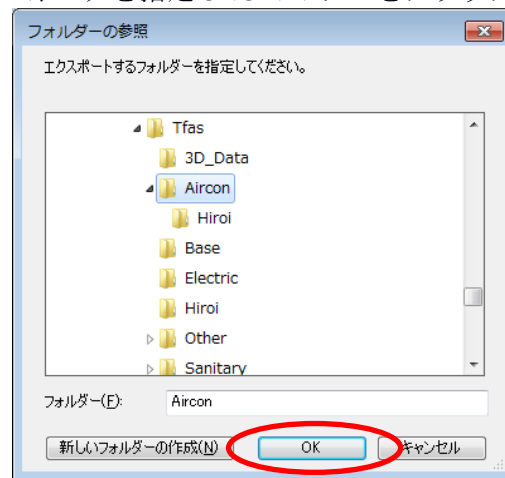 フォルダーの参照
エクスポートするフォルダーを指定してください。
Tfas
3D_Data
Aircon
Hiroi
Base
Electric
Hiroi
Other
Sanitary
フォルダー(F): Aircon
新しいフォルダーの作成(N) OK キャンセル